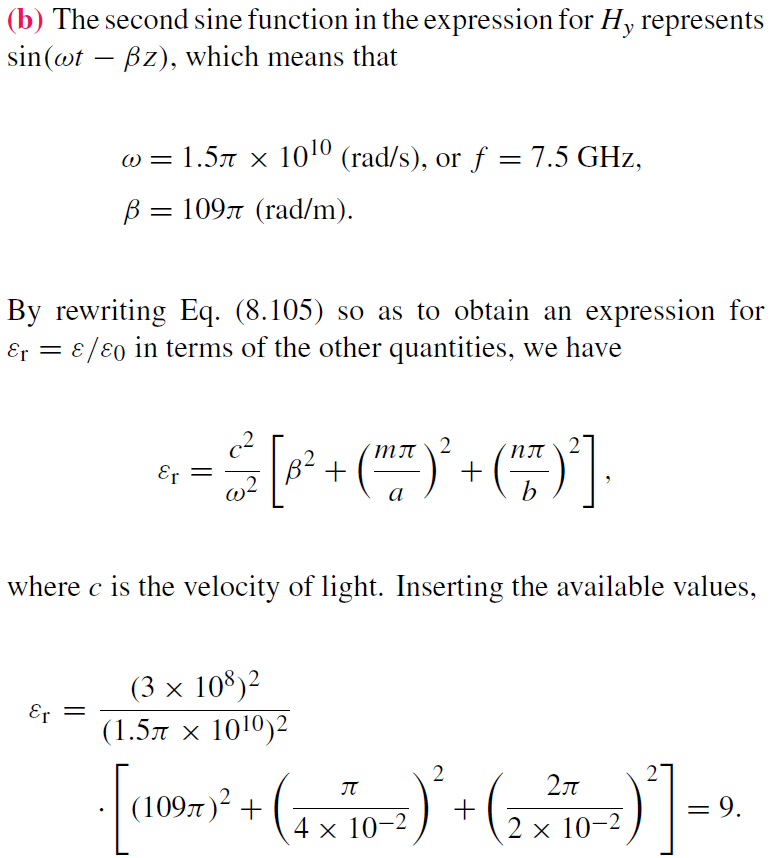 (b) The second sine function in the expression for H_y represents
sin(ωt − βz), which means that
ω = 1.5π × 10^10 (rad/s), or f = 7.5 GHz,
β = 109π (rad/m).
By rewriting Eq. (8.105) so as to obtain an expression for
ε_r = ε/ε_0 in terms of the other quantities, we have
ε_r = c^2/ω^2 [β^2 + (mπ/a)^2 + (nπ/b)^2],
where c is the velocity of light. Inserting the available values,
ε_r = (3 × 10^8)^2/(1.5π × 10^10)^2
· [(109π)^2 + (π/(4 × 10^−2))^2 + (2π/(2 × 10^−2))^2] = 9.